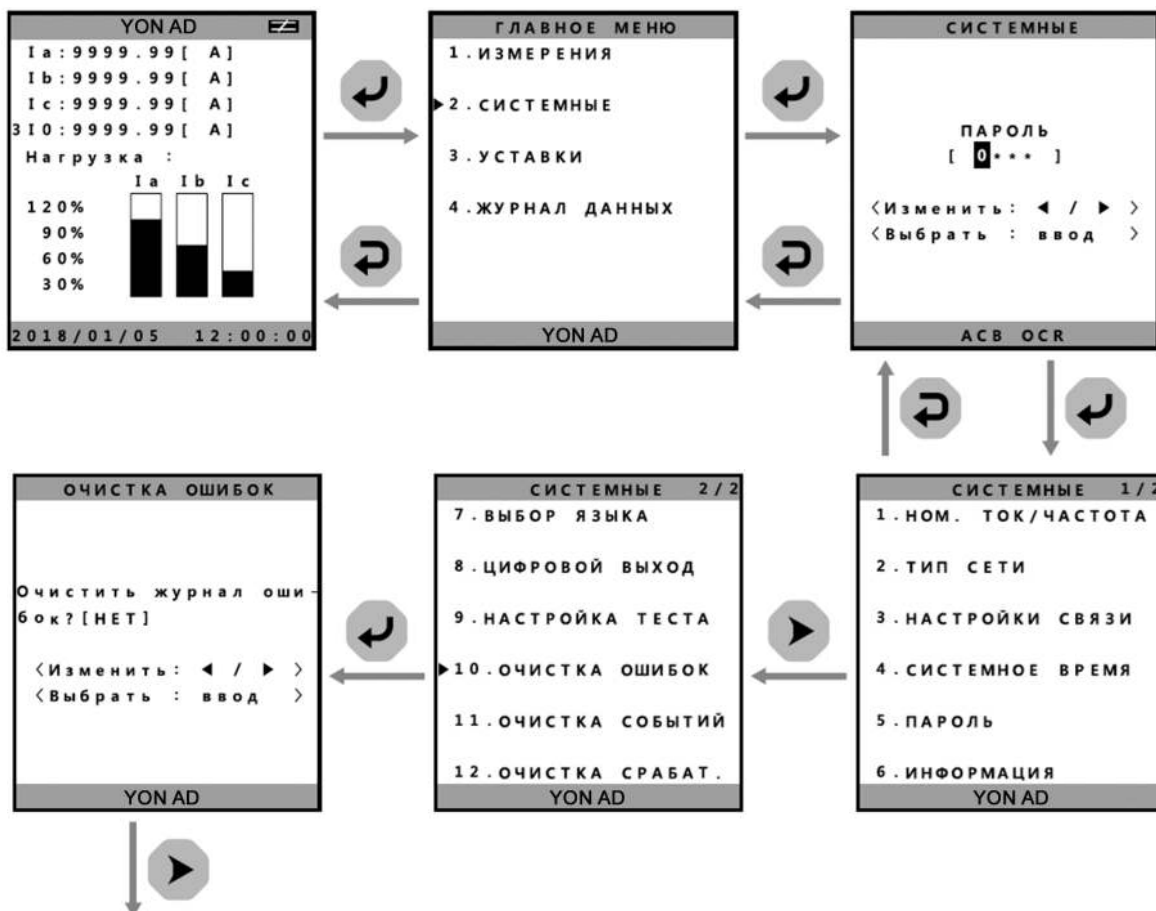 YON AD
Ia:9999.99[ A]
Ib:9999.99[ A]
Ic:9999.99[ A]
3I0:9999.99[ A]
Нагрузка :
Ia Ib Ic
120%
90%
60%
30%
2018/01/05 12:00:00
ГЛАВНОЕ МЕНЮ
1.ИЗМЕРЕНИЯ
▶2.СИСТЕМНЫЕ
3.УСТАВКИ
4.ЖУРНАЛ ДАННЫХ
YON AD
СИСТЕМНЫЕ
ПАРОЛЬ
[ 0*** ]
<Изменить: ◀ / ▶ >
<Выбрать : ввод >
ACB OCR
ОЧИСТКА ОШИБОК
Очистить журнал оши-
бок?[НЕТ]
<Изменить: ◀ / ▶ >
<Выбрать : ввод >
YON AD
СИСТЕМНЫЕ 2/2
7.ВЫБОР ЯЗЫКА
8.ЦИФРОВОЙ ВЫХОД
9.НАСТРОЙКА ТЕСТА
▶10.ОЧИСТКА ОШИБОК
11.ОЧИСТКА СОБЫТИЙ
12.ОЧИСТКА СРАБАТ.
YON AD
СИСТЕМНЫЕ 1/2
1.НОМ. ТОК/ЧАСТОТА
2.ТИП СЕТИ
3.НАСТРОЙКИ СВЯЗИ
4.СИСТЕМНОЕ ВРЕМЯ
5.ПАРОЛЬ
6.ИНФОРМАЦИЯ
YON AD